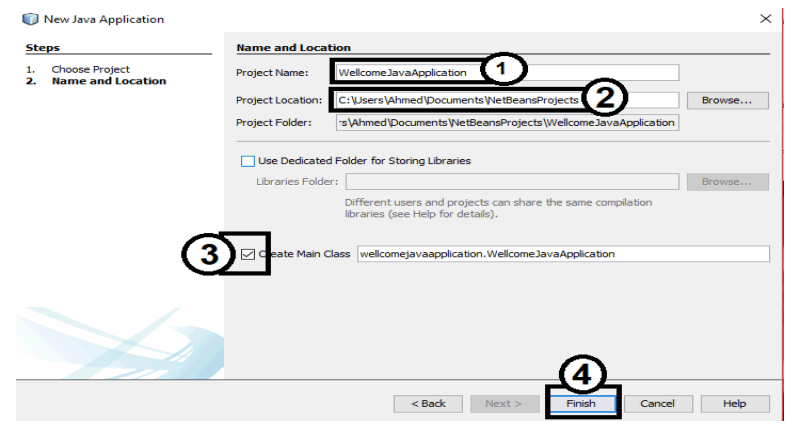 New Java Application
Steps
1. Choose Project
2. Name and Location
Name and Location
Project Name: WellcomeJavaApplication 1
Project Location: C:\Users\Ahmed\Documents\NetBeansProjects 2 Browse...
Project Folder: rs\Ahmed\Documents\NetBeansProjects\WellcomeJavaApplication
Use Dedicated Folder for Storing Libraries
Libraries Folder: Browse...
Different users and projects can share the same compilation
libraries (see Help for details).
3 Create Main Class wellcomejavaapplication.WellcomeJavaApplication
4
< Back Next > Finish Cancel Help